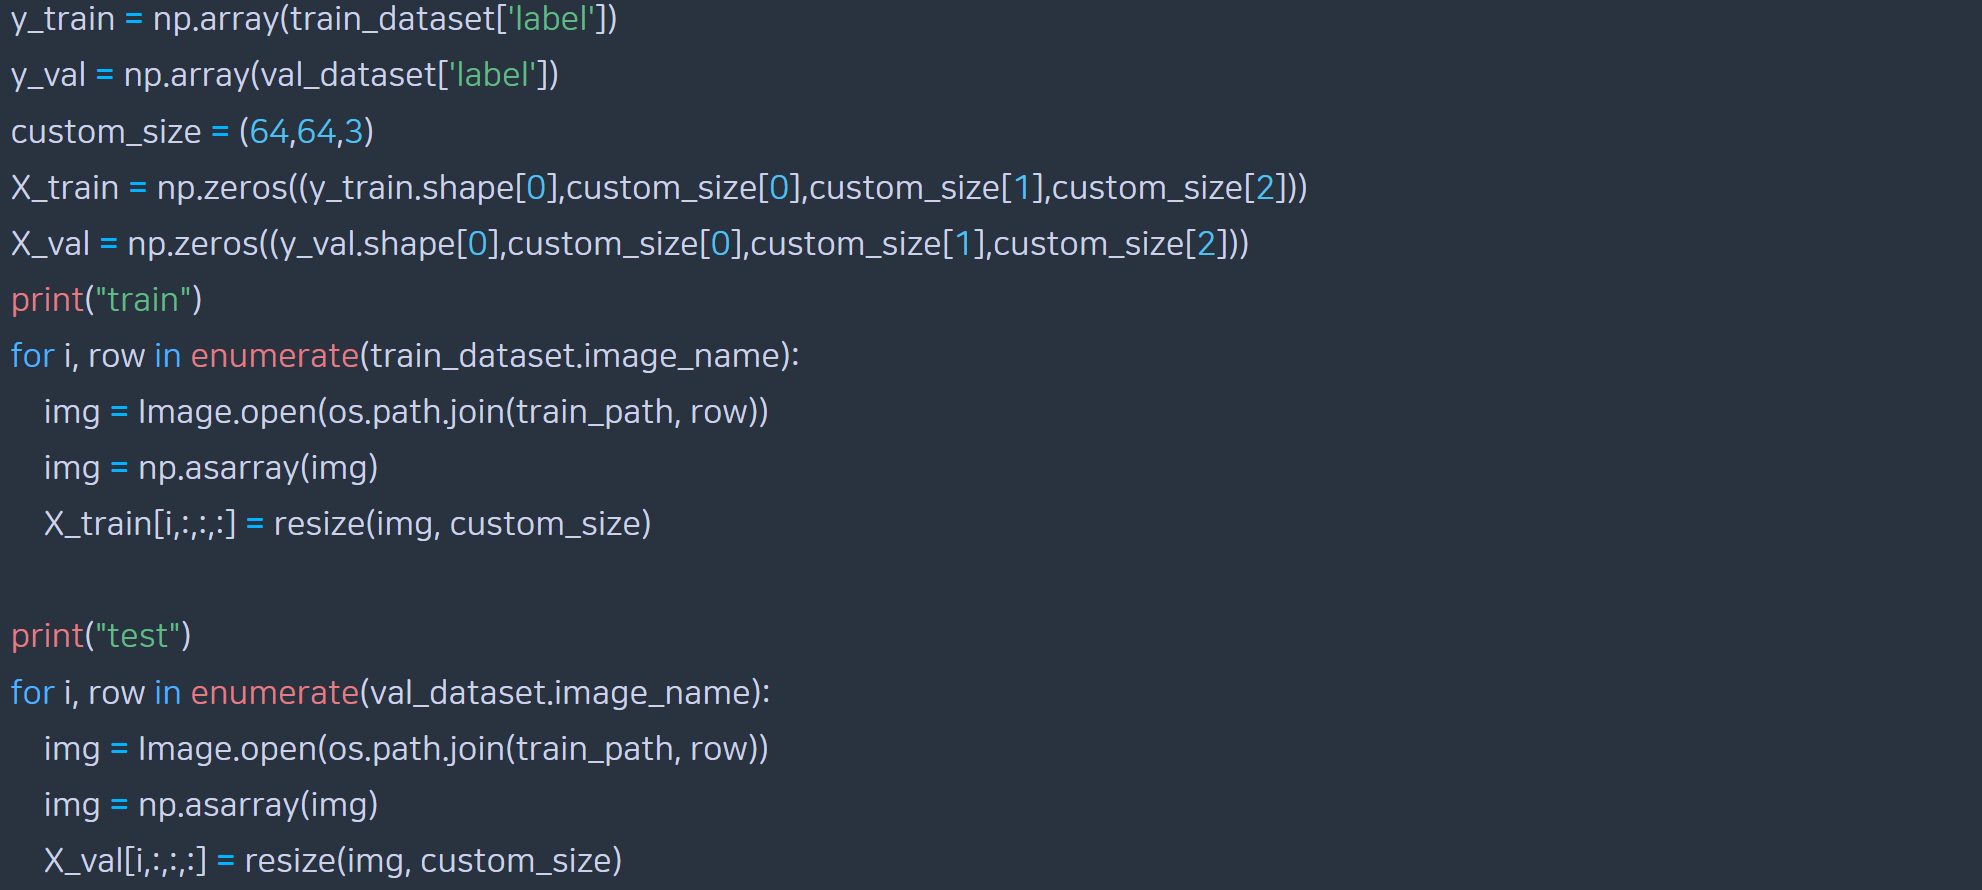 y_train = np.array(train_dataset['label'])
y_val = np.array(val_dataset['label'])
custom_size = (64,64,3)
X_train = np.zeros((y_train.shape[0],custom_size[0],custom_size[1],custom_size[2]))
X_val = np.zeros((y_val.shape[0],custom_size[0],custom_size[1],custom_size[2]))
print("train")
for i, row in enumerate(train_dataset.image_name):
    img = Image.open(os.path.join(train_path, row))
    img = np.asarray(img)
    X_train[i,:,:,:] = resize(img, custom_size)

print("test")
for i, row in enumerate(val_dataset.image_name):
    img = Image.open(os.path.join(train_path, row))
    img = np.asarray(img)
    X_val[i,:,:,:] = resize(img, custom_size)